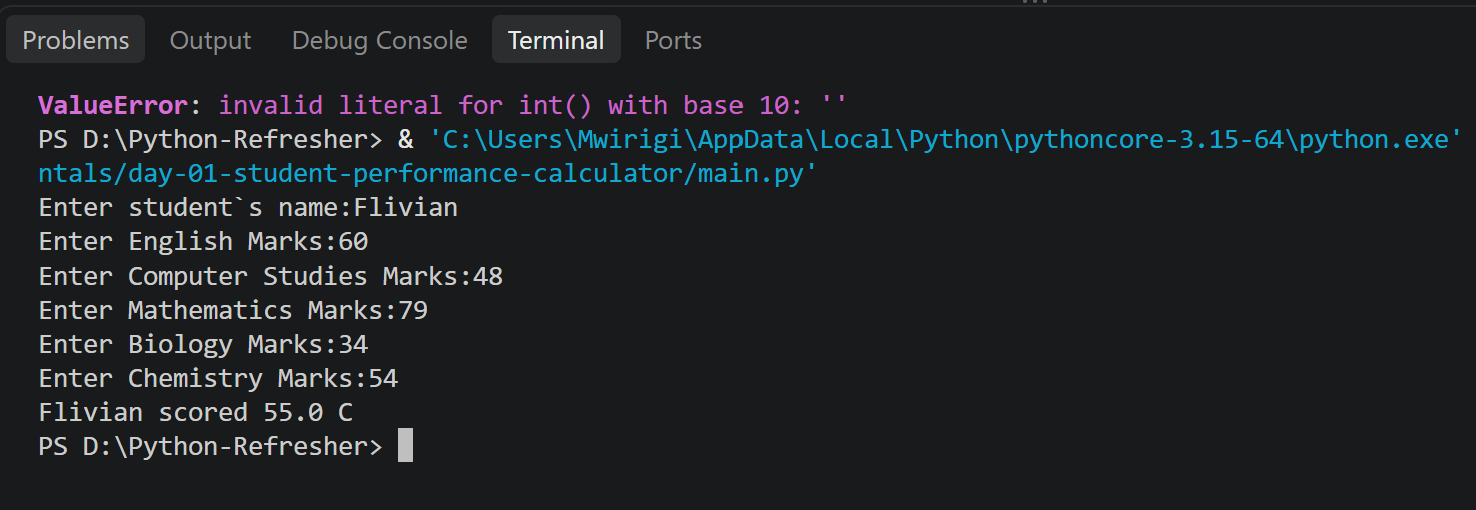 Problems Output Debug Console Terminal Ports
ValueError: invalid literal for int() with base 10: ''
PS D:\Python-Refresher> & 'C:\Users\Mwirigi\AppData\Local\Python\pythoncore-3.15-64\python.exe'
ntals/day-01-student-performance-calculator/main.py'
Enter student`s name:Flivian
Enter English Marks:60
Enter Computer Studies Marks:48
Enter Mathematics Marks:79
Enter Biology Marks:34
Enter Chemistry Marks:54
Flivian scored 55.0 C
PS D:\Python-Refresher>